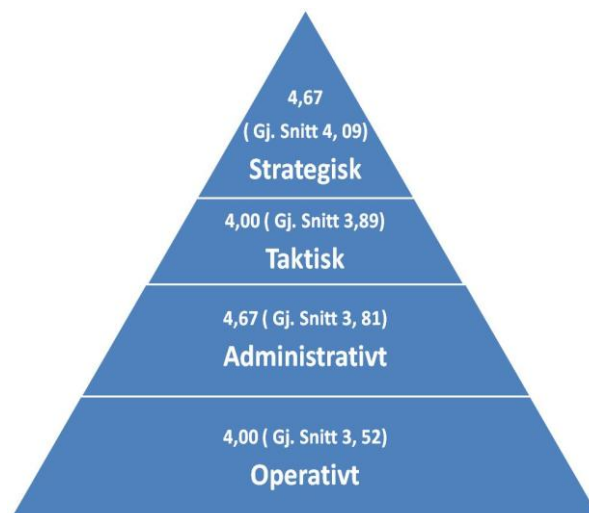 4,67
( Gj. Snitt 4, 09)
Strategisk
4,00 ( Gj. Snitt 3,89)
Taktisk
4,67 ( Gj. Snitt 3, 81)
Administrativt
4,00 ( Gj. Snitt 3, 52)
Operativt